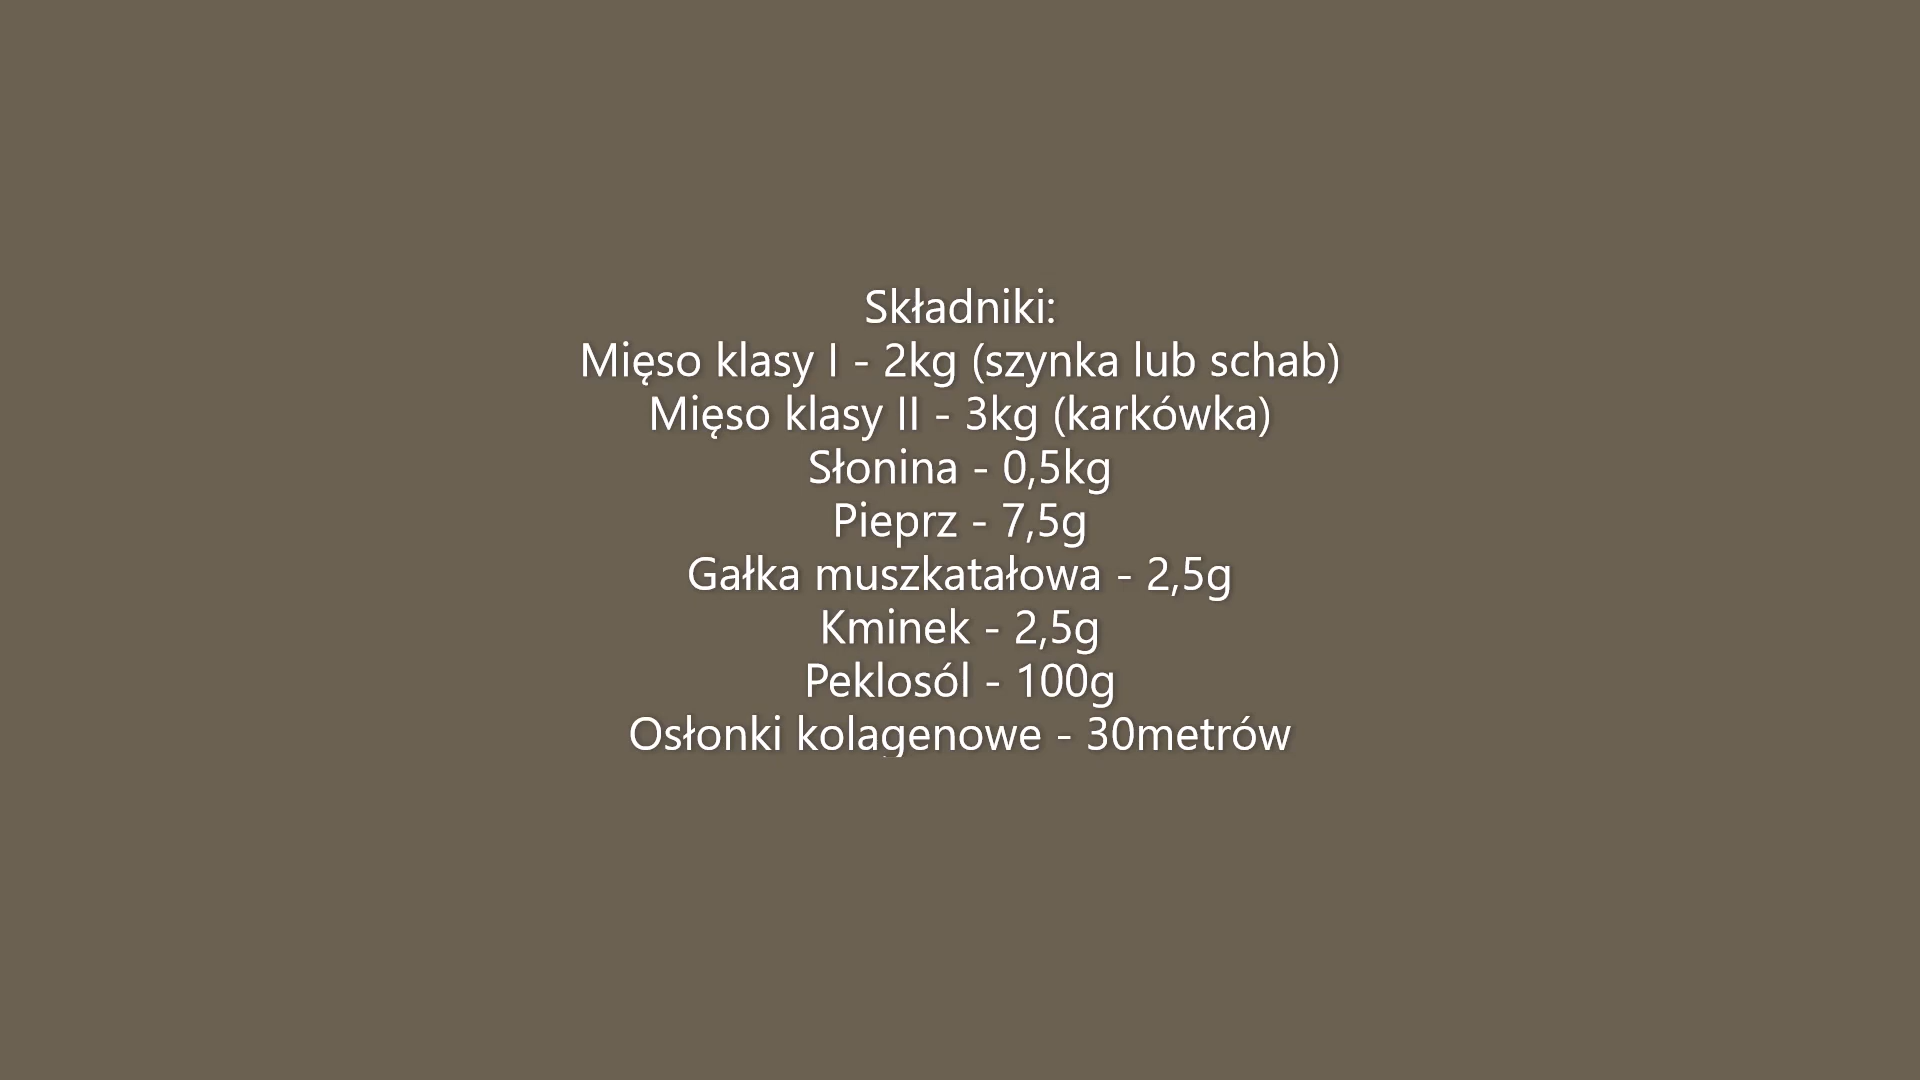 Składniki:
Mięso klasy I - 2kg (szynka lub schab)
Mięso klasy II - 3kg (karkówka)
Słonina - 0,5kg
Pieprz - 7,5g
Gałka muszkatałowa - 2,5g
Kminek - 2,5g
Peklosól - 100g
Osłonki kolagenowe - 30metrów